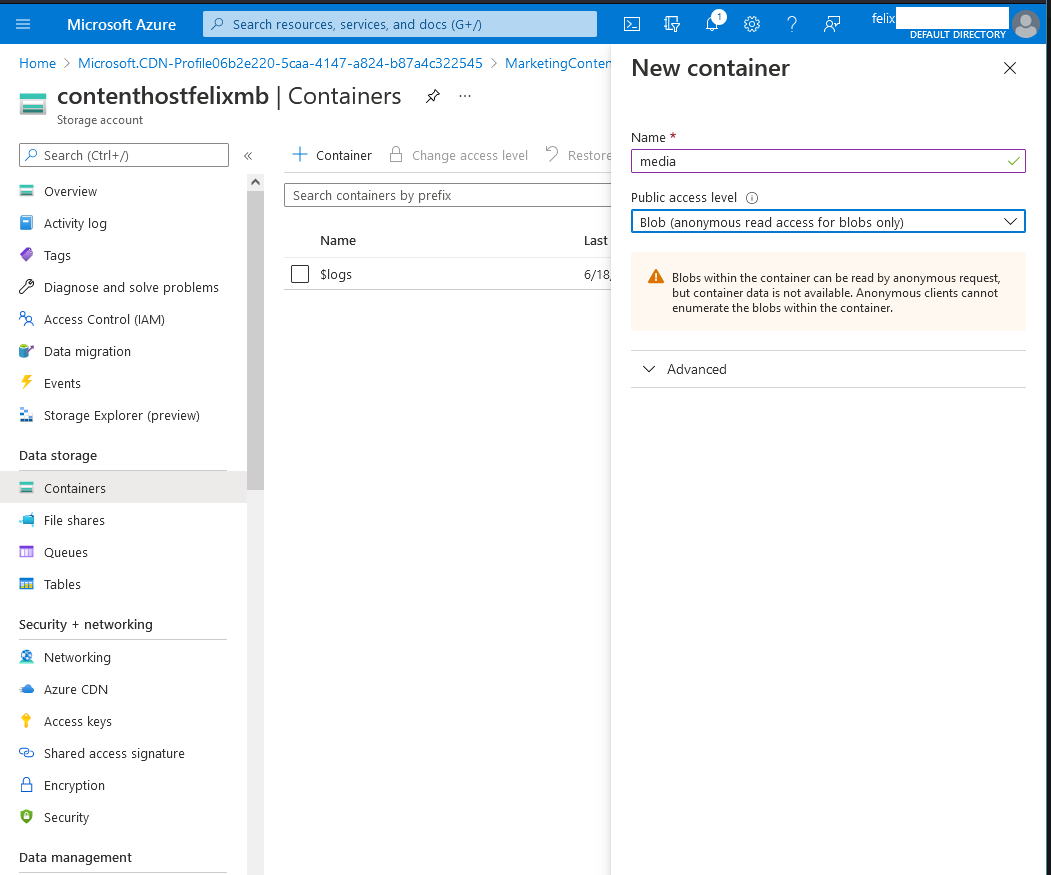 Microsoft Azure
Search resources, services, and docs (G+/)
1
felix
DEFAULT DIRECTORY
Home > Microsoft.CDN-Profile06b2e220-5caa-4147-a824-b87a4c322545 > MarketingConten
contenthostfelixmb | Containers
Storage account
Search (Ctrl+/)
Overview
Activity log
Tags
Diagnose and solve problems
Access Control (IAM)
Data migration
Events
Storage Explorer (preview)
Data storage
Containers
File shares
Queues
Tables
Security + networking
Networking
Azure CDN
Access keys
Shared access signature
Encryption
Security
Data management
Container
Change access level
Restore
Search containers by prefix
Name Last
$logs 6/18,
New container
Name *
media
Public access level
Blob (anonymous read access for blobs only)
Blobs within the container can be read by anonymous request,
but container data is not available. Anonymous clients cannot
enumerate the blobs within the container.
Advanced